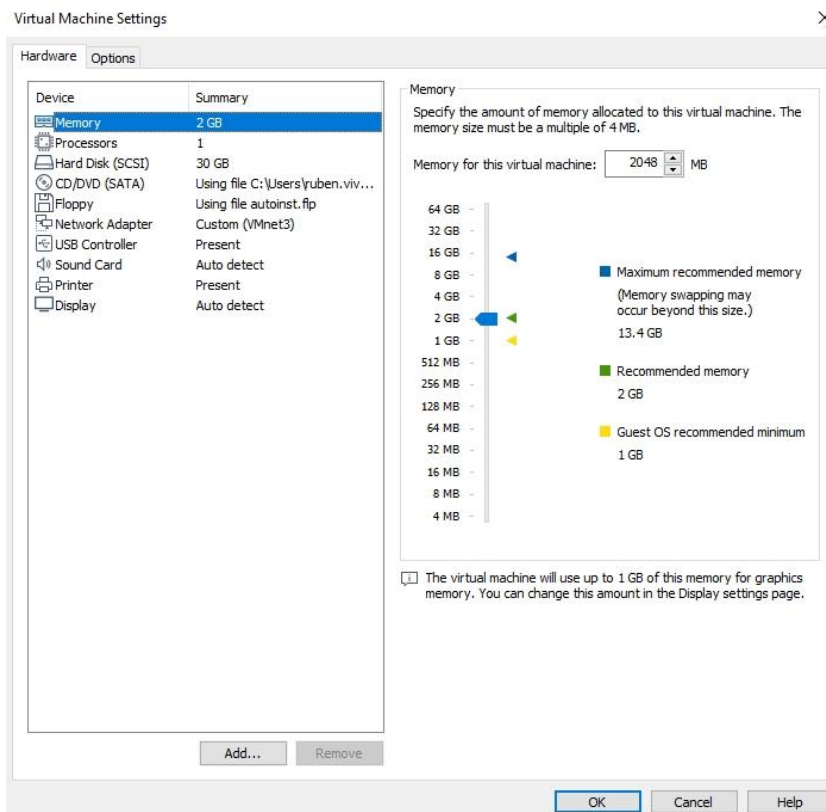 Virtual Machine Settings
Hardware Options
Device Summary
Memory 2 GB
Processors 1
Hard Disk (SCSI) 30 GB
CD/DVD (SATA) Using file C:\Users\ruben.viv...
Floppy Using file autoinst.flp
Network Adapter Custom (VMnet3)
USB Controller Present
Sound Card Auto detect
Printer Present
Display Auto detect
Add... Remove
Memory
Specify the amount of memory allocated to this virtual machine. The
memory size must be a multiple of 4 MB.
Memory for this virtual machine: 2048 MB
64 GB
32 GB
16 GB
8 GB
4 GB
2 GB
1 GB
512 MB
256 MB
128 MB
64 MB
32 MB
16 MB
8 MB
4 MB
Maximum recommended memory
(Memory swapping may
occur beyond this size.)
13.4 GB
Recommended memory
2 GB
Guest OS recommended minimum
1 GB
The virtual machine will use up to 1 GB of this memory for graphics
memory. You can change this amount in the Display settings page.
OK Cancel Help